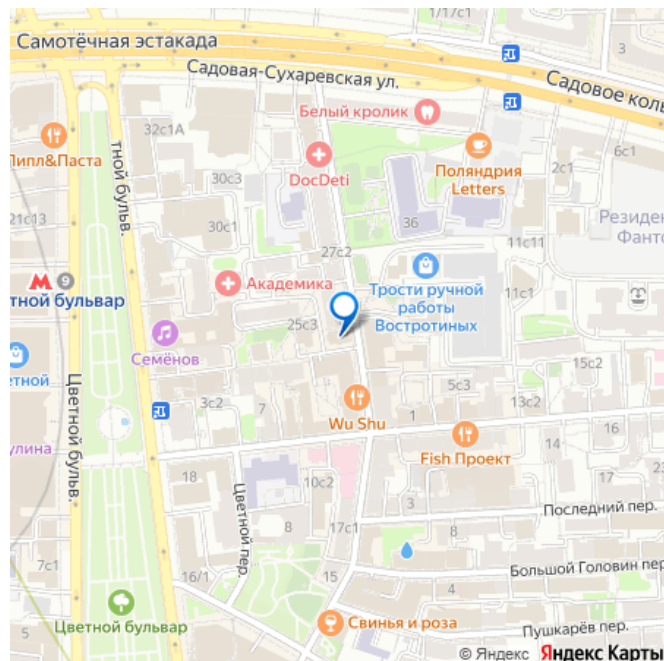 1/17с1
Самотёчная эстакада
3
Садовая-Сухаревская ул.
Садовое коль
Белый кролик
32с1А
Пипл&Паста
тной бульв.
DocDeti
Поляндрия
Letters
6с1
2с1
30с3
21с13
30с1
36
Резиден
Фанто
27с2
11с11
М 9
Академика
тной бульвар
Трости ручной
работы
Востротиных
11с1
25с3
Семёнов
15с2
етной
Цветной бульв.
5с3
3с2
7
13с2
Wu Shu
1
улина
Fish Проект
14
16
17
23
18
Цветной пер.
10с2
8
17с1
3
Последний пер.
8
7с1
16/1
15
4
Большой Головин пер
Цветной бульвар
Свинья и роза
Пушкарёв пер.
© Яндекс Яндекс Карты